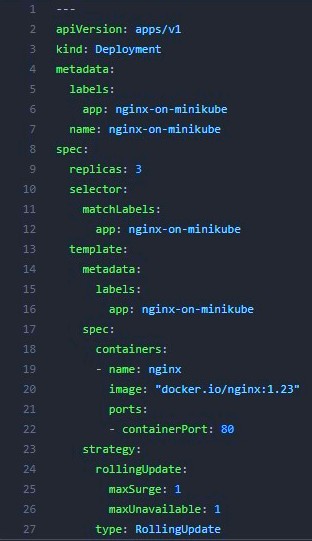 1 ---
2 apiVersion: apps/v1
3 kind: Deployment
4 metadata:
5   labels:
6     app: nginx-on-minikube
7   name: nginx-on-minikube
8 spec:
9   replicas: 3
10   selector:
11     matchLabels:
12       app: nginx-on-minikube
13   template:
14     metadata:
15       labels:
16         app: nginx-on-minikube
17     spec:
18       containers:
19       - name: nginx
20         image: "docker.io/nginx:1.23"
21         ports:
22         - containerPort: 80
23     strategy:
24       rollingUpdate:
25         maxSurge: 1
26         maxUnavailable: 1
27       type: RollingUpdate